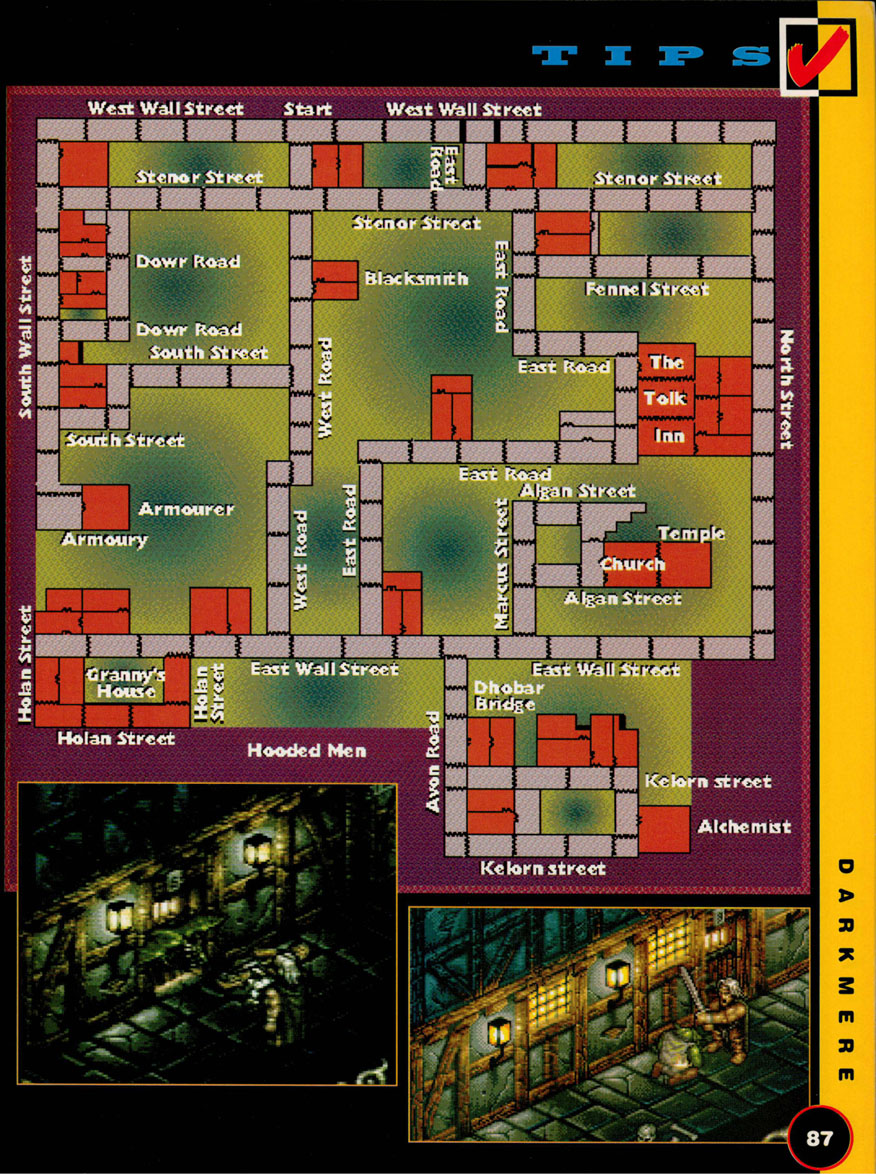 TIPS
West Wall Street
Start
West Wall Street
East
Road
Stenor Street
Stenor Street
Stenor Street
Dowr Road
East Road
Blacksmith
Fennel Street
South Wall Street
Dowr Road
South Street
West Road
East Road
The
Tolk
Inn
North Street
South Street
East Road
Algan Street
Armourer
Armoury
West Road
East Road
Marcus Street
Temple
Church
Algan Street
Holan Street
Granny's
House
Holan
Street
East Wall Street
East Wall Street
Dhobar
Bridge
Holan Street
Hooded Men
Avon Road
Kelorn street
Alchemist
Kelorn street
DARKMERE
87